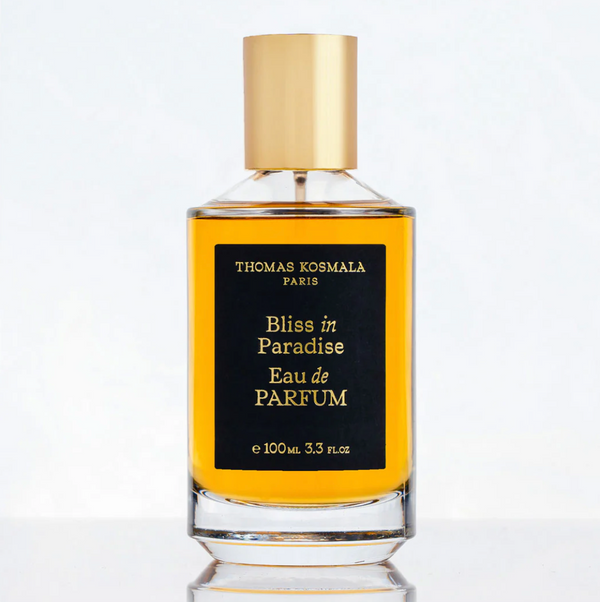 THOMAS KOSMALA
PARIS
Bliss in
Paradise
Eau de
PARFUM
℮ 100ML 3.3 FL.OZ